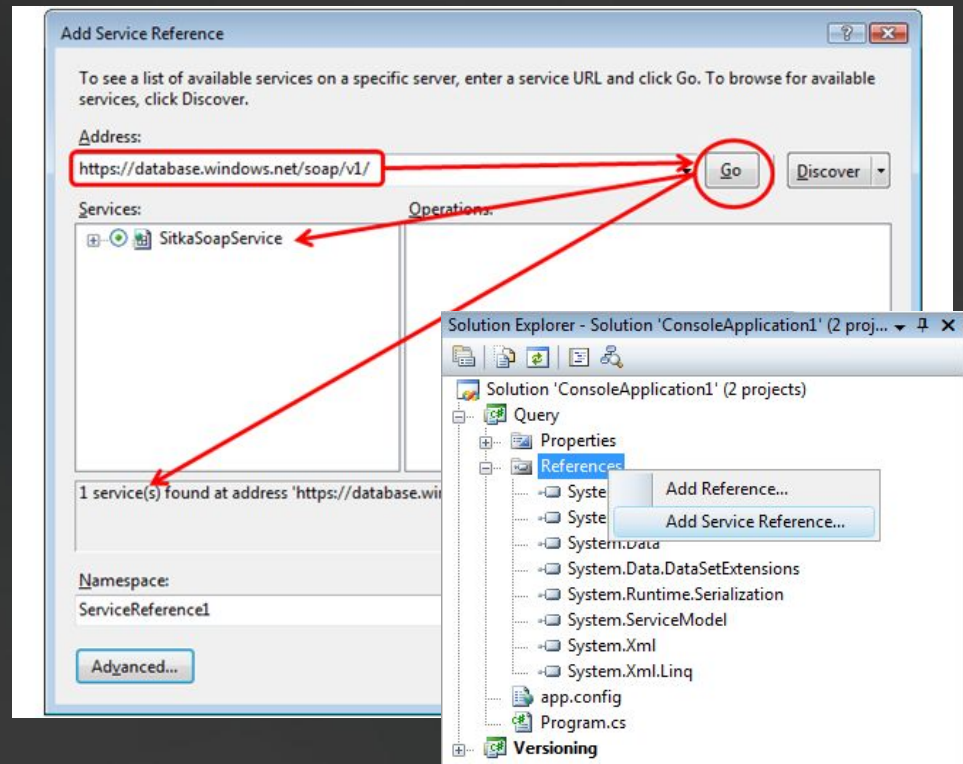 Add Service Reference
To see a list of available services on a specific server, enter a service URL and click Go. To browse for available
services, click Discover.
Address:
https://database.windows.net/soap/v1/
Go
Discover
Services:
Operations:
SitkaSoapService
1 service(s) found at address 'https://database.wi
Namespace:
ServiceReference1
Advanced...
Solution Explorer - Solution 'ConsoleApplication1' (2 proj...
Solution 'ConsoleApplication1' (2 projects)
Query
Properties
References
Syste
Add Reference...
Syste
Add Service Reference...
System.Data
System.Data.DataSetExtensions
System.Runtime.Serialization
System.ServiceModel
System.Xml
System.Xml.Linq
app.config
Program.cs
Versioning